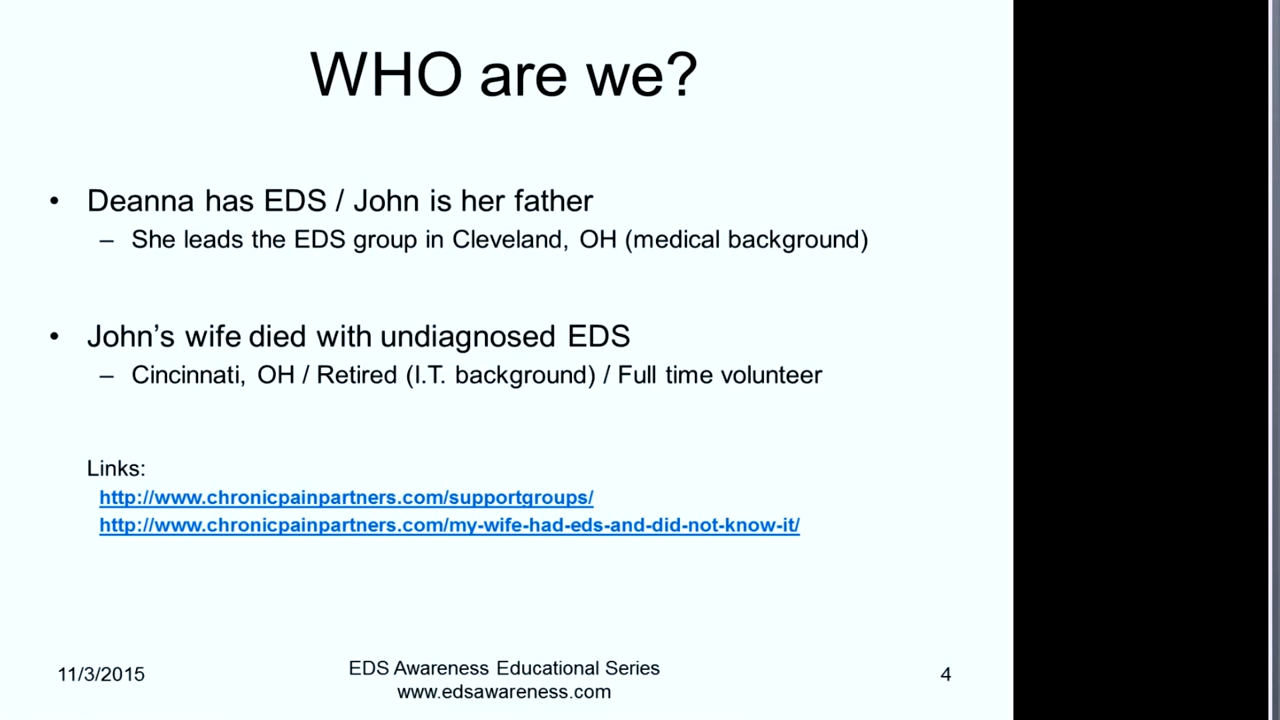 WHO are we?
• Deanna has EDS / John is her father
– She leads the EDS group in Cleveland, OH (medical background)
• John’s wife died with undiagnosed EDS
– Cincinnati, OH / Retired (I.T. background) / Full time volunteer
Links:
http://www.chronicpainpartners.com/supportgroups/
http://www.chronicpainpartners.com/my-wife-had-eds-and-did-not-know-it/
11/3/2015
EDS Awareness Educational Series
www.edsawareness.com
4